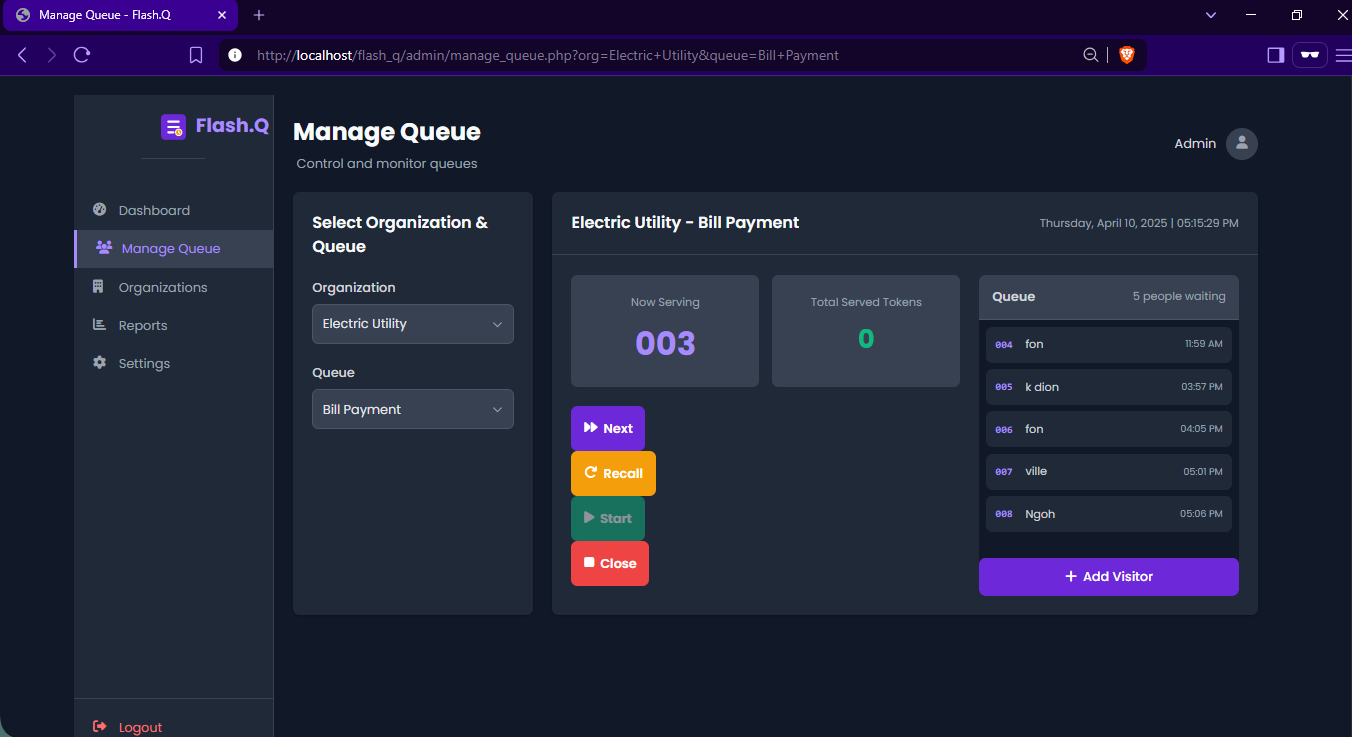 Manage Queue - Flash.Q
http://localhost/flash_q/admin/manage_queue.php?org=Electric+Utility&queue=Bill+Payment
Flash.Q
Dashboard
Manage Queue
Organizations
Reports
Settings
Logout
Manage Queue
Control and monitor queues
Admin
Select Organization &
Queue
Organization
Electric Utility
Queue
Bill Payment
Electric Utility - Bill Payment
Thursday, April 10, 2025 | 05:15:29 PM
Now Serving
003
Total Served Tokens
0
Next
Recall
Start
Close
Queue
5 people waiting
004 fon 11:59 AM
005 k dion 03:57 PM
006 fon 04:05 PM
007 ville 05:01 PM
008 Ngoh 05:06 PM
+ Add Visitor